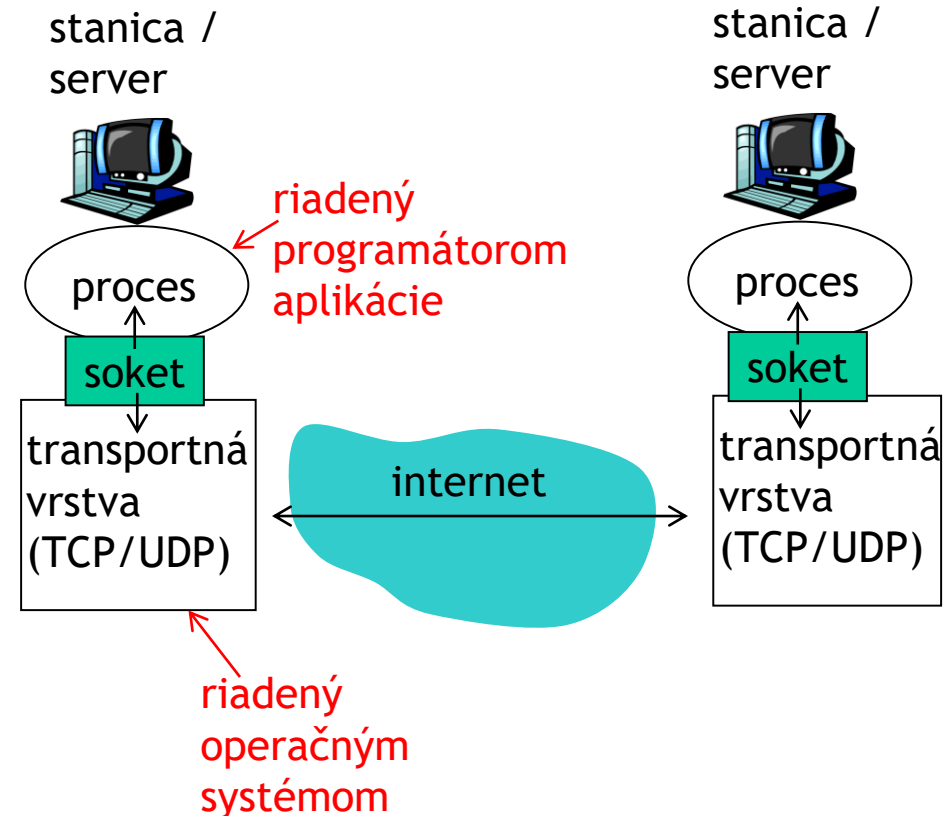 stanica /
server
riadený
programátorom
aplikácie
proces
soket
transportná
vrstva
(TCP/UDP)
riadený
operačným
systémom
internet
stanica /
server
proces
soket
transportná
vrstva
(TCP/UDP)